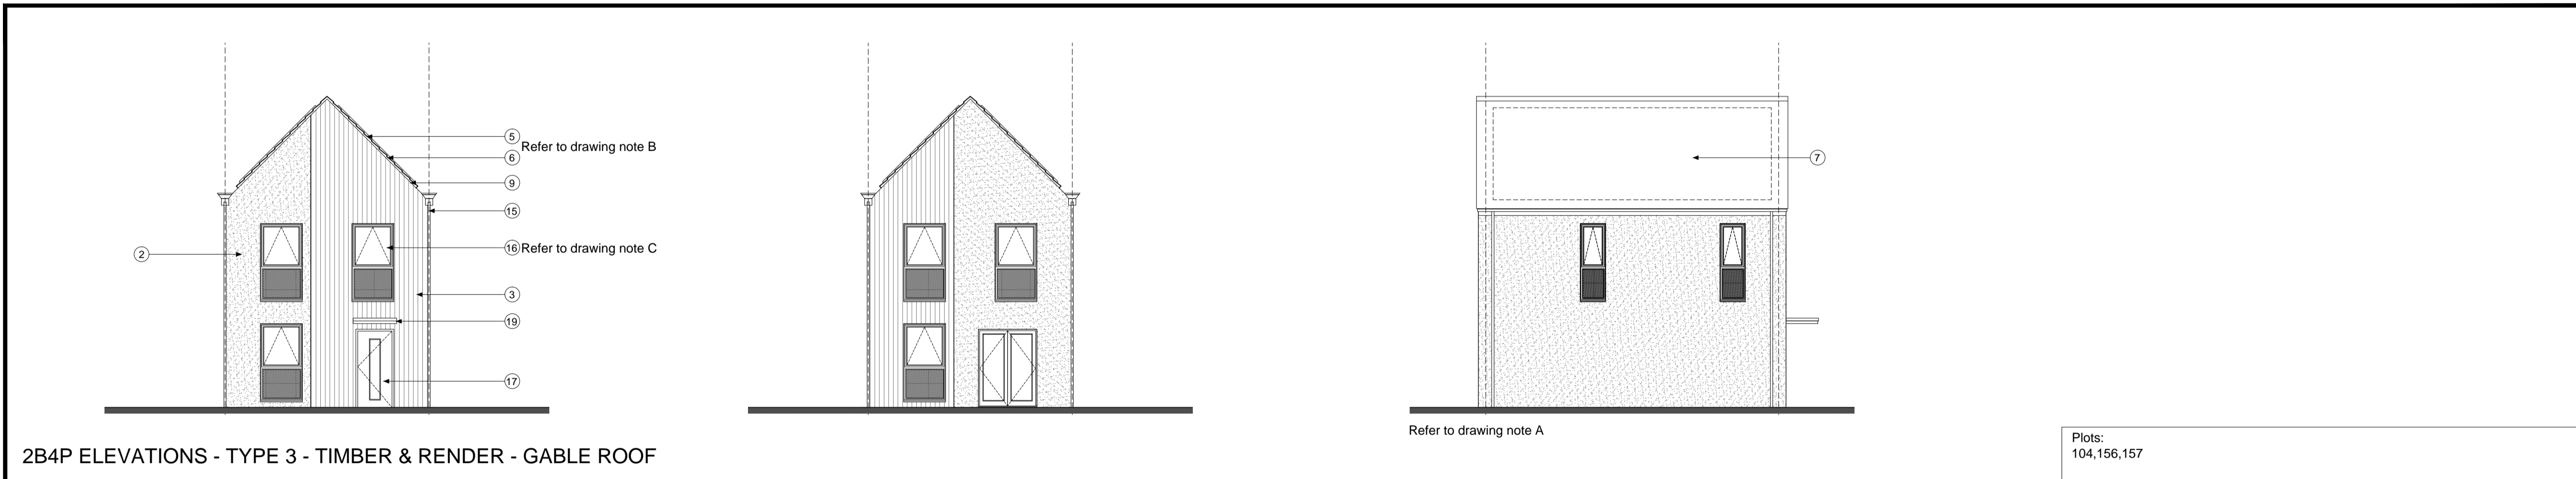 5
Refer to drawing note B
6
9
15
16 Refer to drawing note C
2
3
19
17
7
Refer to drawing note A
2B4P ELEVATIONS - TYPE 3 - TIMBER & RENDER - GABLE ROOF
Plots:
104,156,157